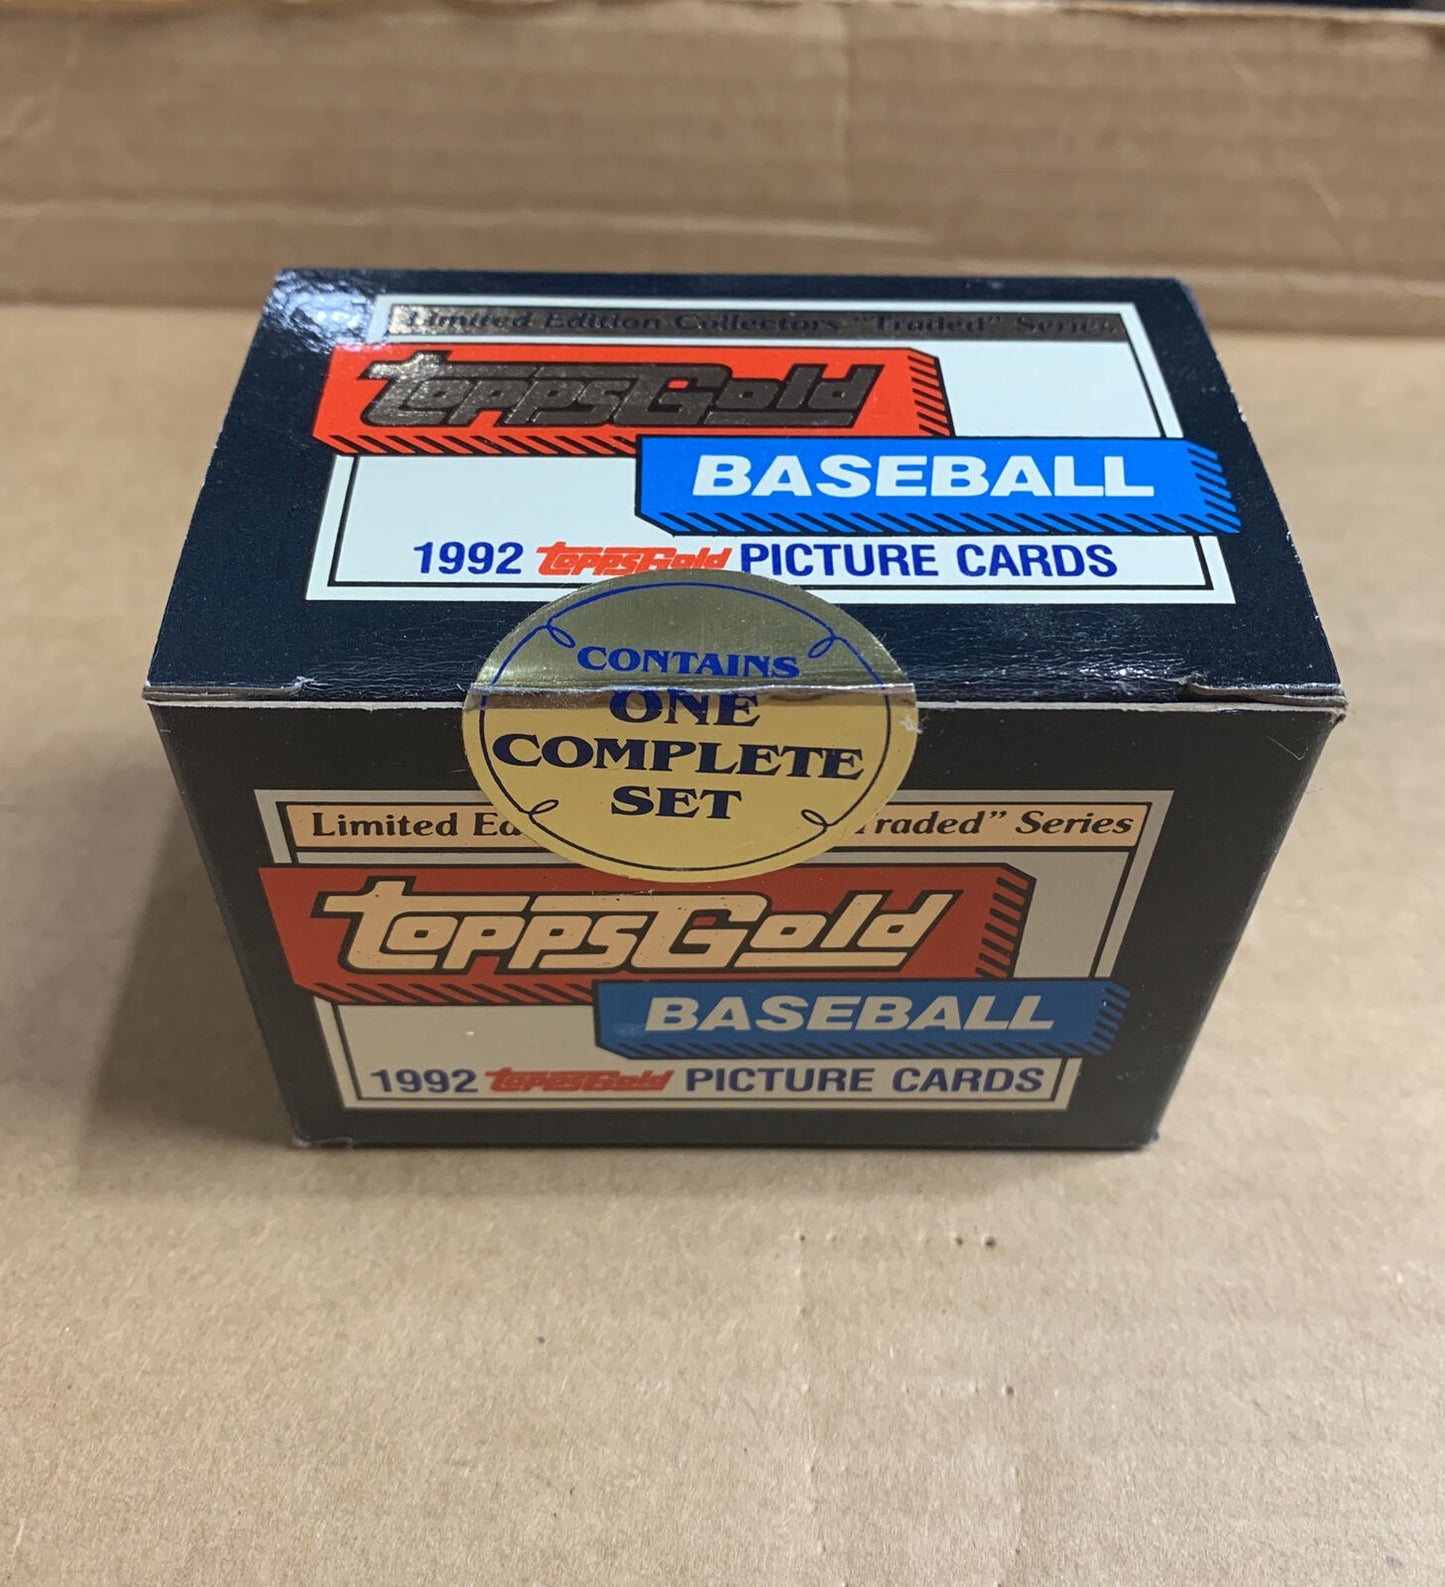 Limited Edition Collectors "Traded" Series
ToppsGold
BASEBALL
1992 ToppsGold PICTURE CARDS
CONTAINS
ONE
COMPLETE
SET
Limited Ed raded" Series
ToppsGold
BASEBALL
1992 ToppsGold PICTURE CARDS